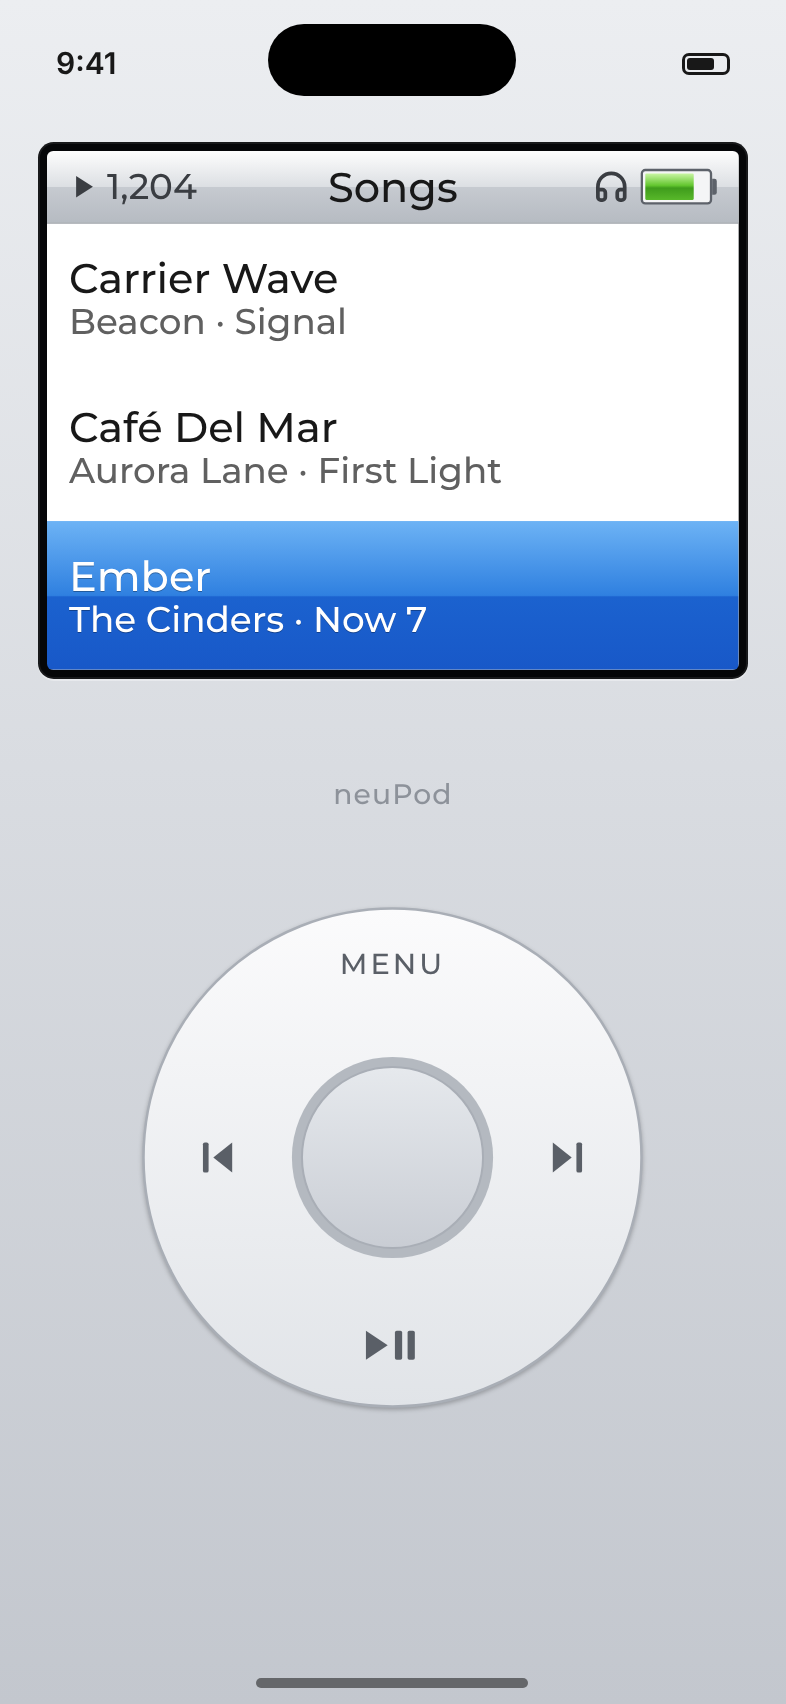 9:41
1,204 Songs
Carrier Wave
Beacon · Signal
Café Del Mar
Aurora Lane · First Light
Ember
The Cinders · Now 7
neuPod
MENU